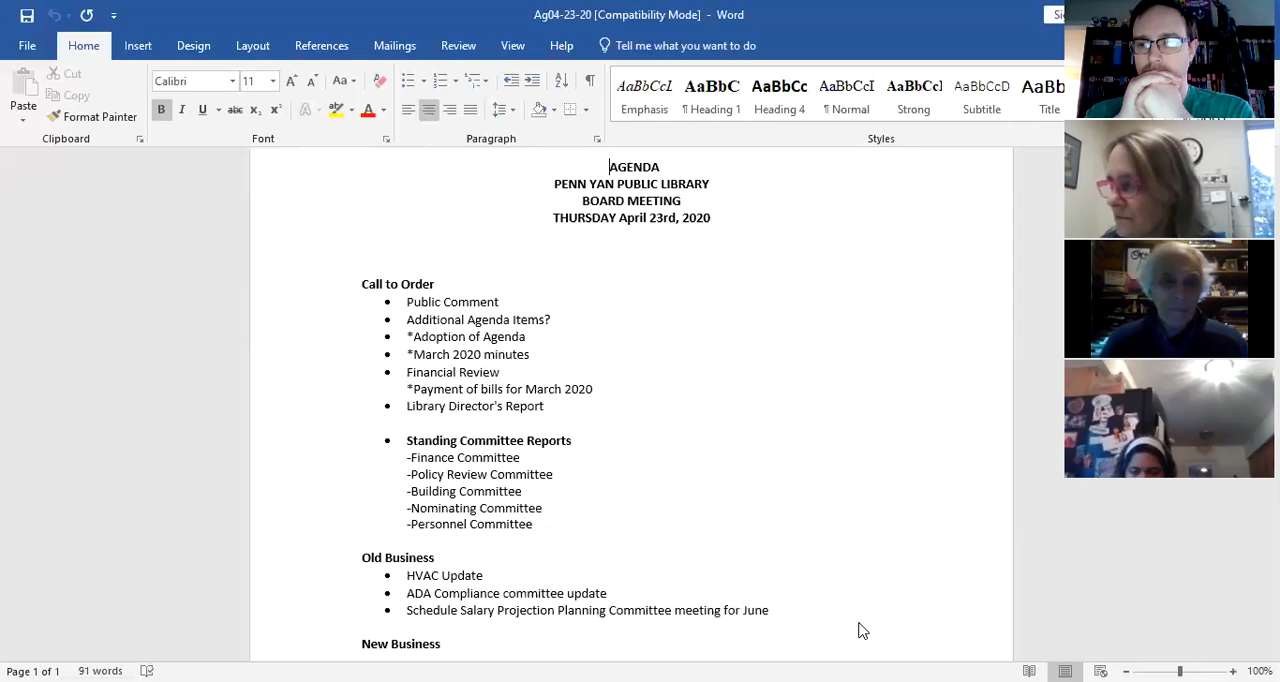 Ag04-23-20 [Compatibility Mode] - Word
File Home Insert Design Layout References Mailings Review View Help Tell me what you want to do
Paste
Cut
Copy
Format Painter
Clipboard
Calibri 11
Font
Paragraph
AaBbCcI AaBbC AaBbCc AaBbCcI AaBbCcI AaBbCcD AaBb
Emphasis ¶ Heading 1 Heading 4 ¶ Normal Strong Subtitle Title
Styles
AGENDA
PENN YAN PUBLIC LIBRARY
BOARD MEETING
THURSDAY April 23rd, 2020
Call to Order
• Public Comment
• Additional Agenda Items?
• *Adoption of Agenda
• *March 2020 minutes
• Financial Review
*Payment of bills for March 2020
• Library Director's Report
• Standing Committee Reports
-Finance Committee
-Policy Review Committee
-Building Committee
-Nominating Committee
-Personnel Committee
Old Business
• HVAC Update
• ADA Compliance committee update
• Schedule Salary Projection Planning Committee meeting for June
New Business
Page 1 of 1 91 words 100%